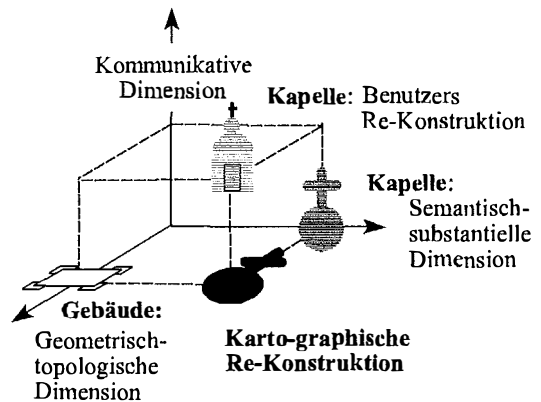 Kommunikative
Dimension
Kapelle: Benutzers
Re-Konstruktion
Kapelle:
Semantisch-
substantielle
Dimension
Gebäude:
Geometrisch-
topologische
Dimension
Karto-graphische
Re-Konstruktion